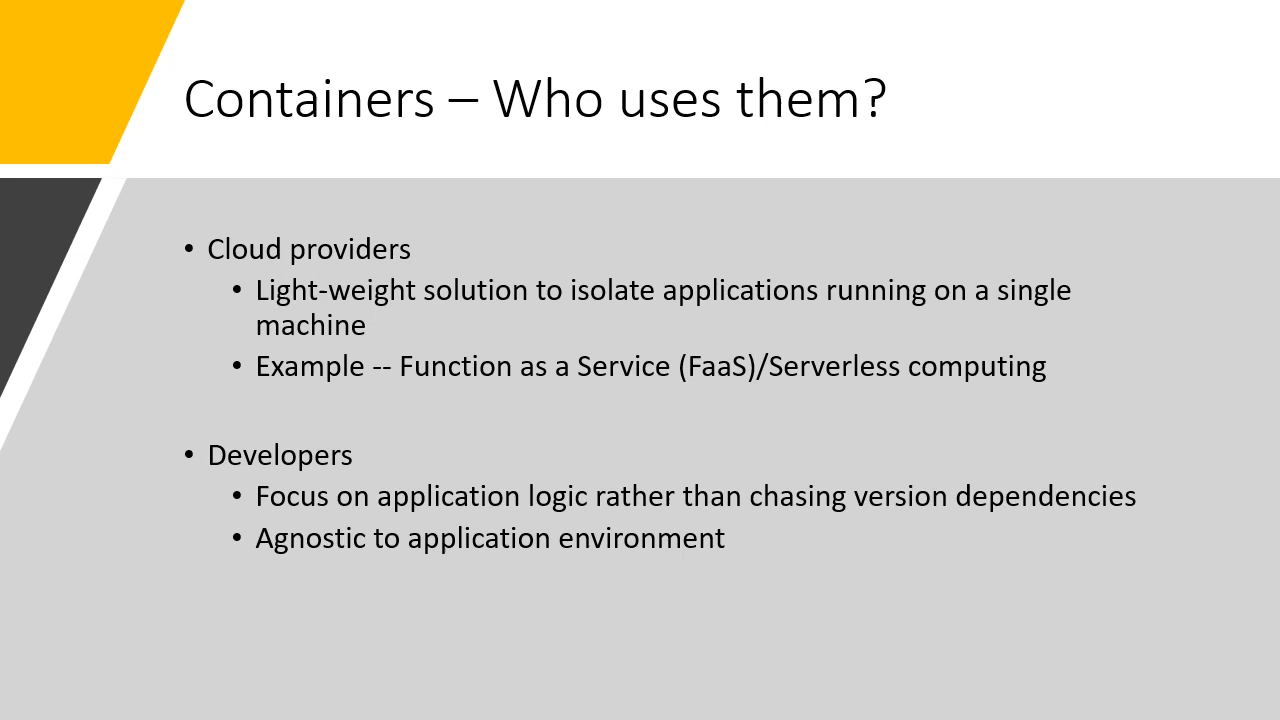 Containers – Who uses them?
• Cloud providers
• Light-weight solution to isolate applications running on a single
machine
• Example -- Function as a Service (FaaS)/Serverless computing
• Developers
• Focus on application logic rather than chasing version dependencies
• Agnostic to application environment